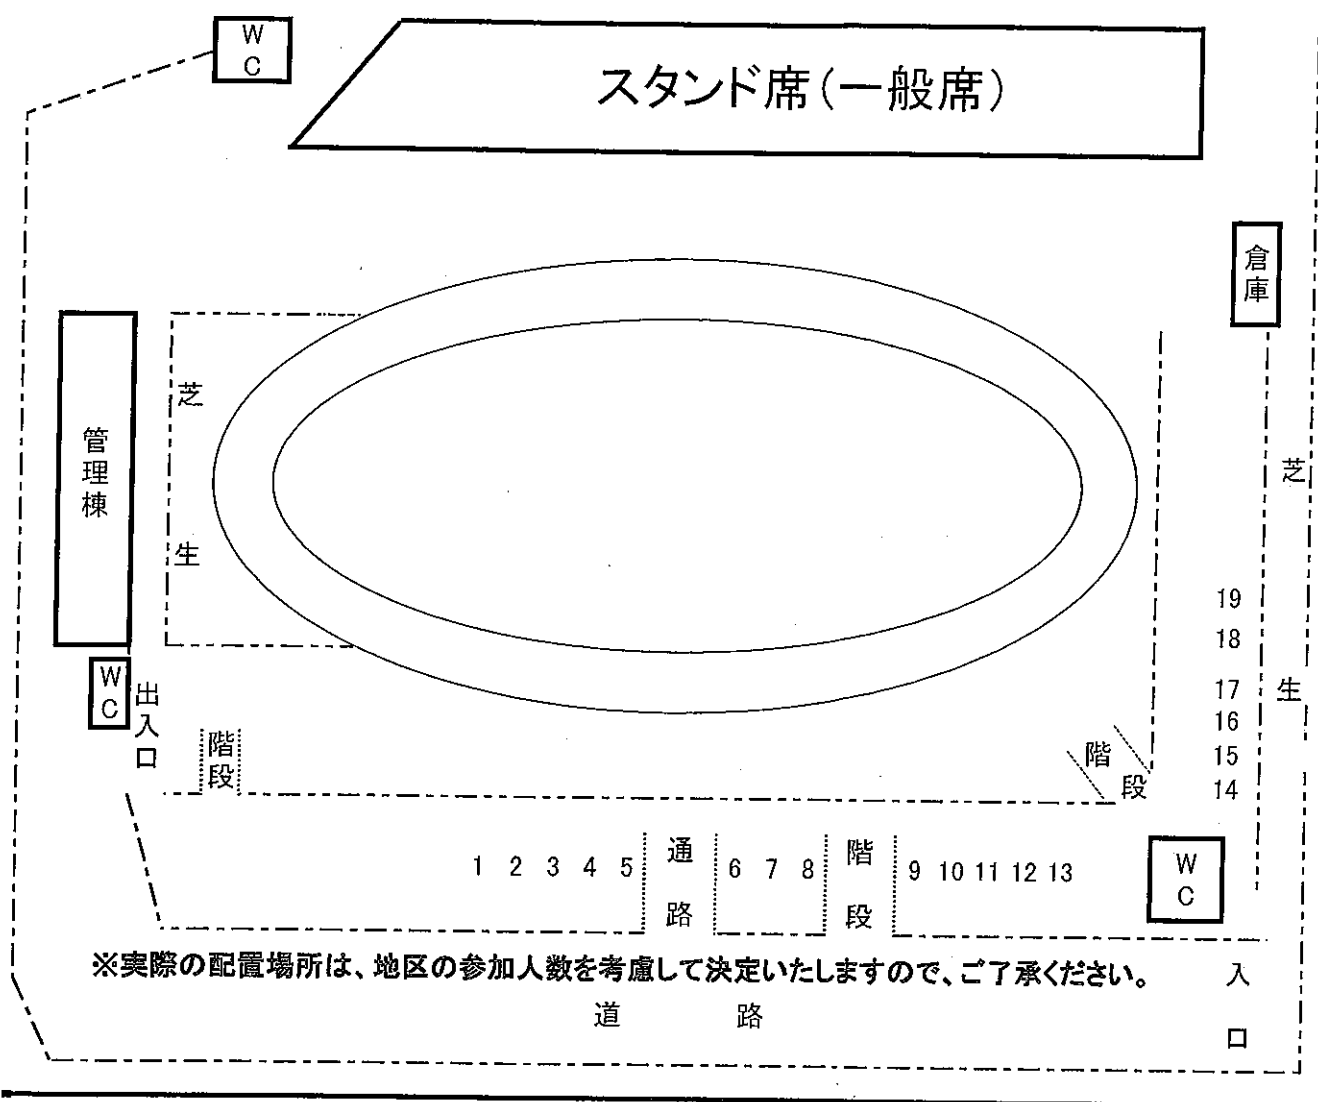 WC
スタンド席(一般席)
倉庫
管理棟
芝生
芝生
19
18
17
16
15
14
WC
出入口
階段
階段
1 2 3 4 5
通路
6 7 8
階段
9 10 11 12 13
WC
※実際の配置場所は、地区の参加人数を考慮して決定いたしますので、ご了承ください。
道路
入口